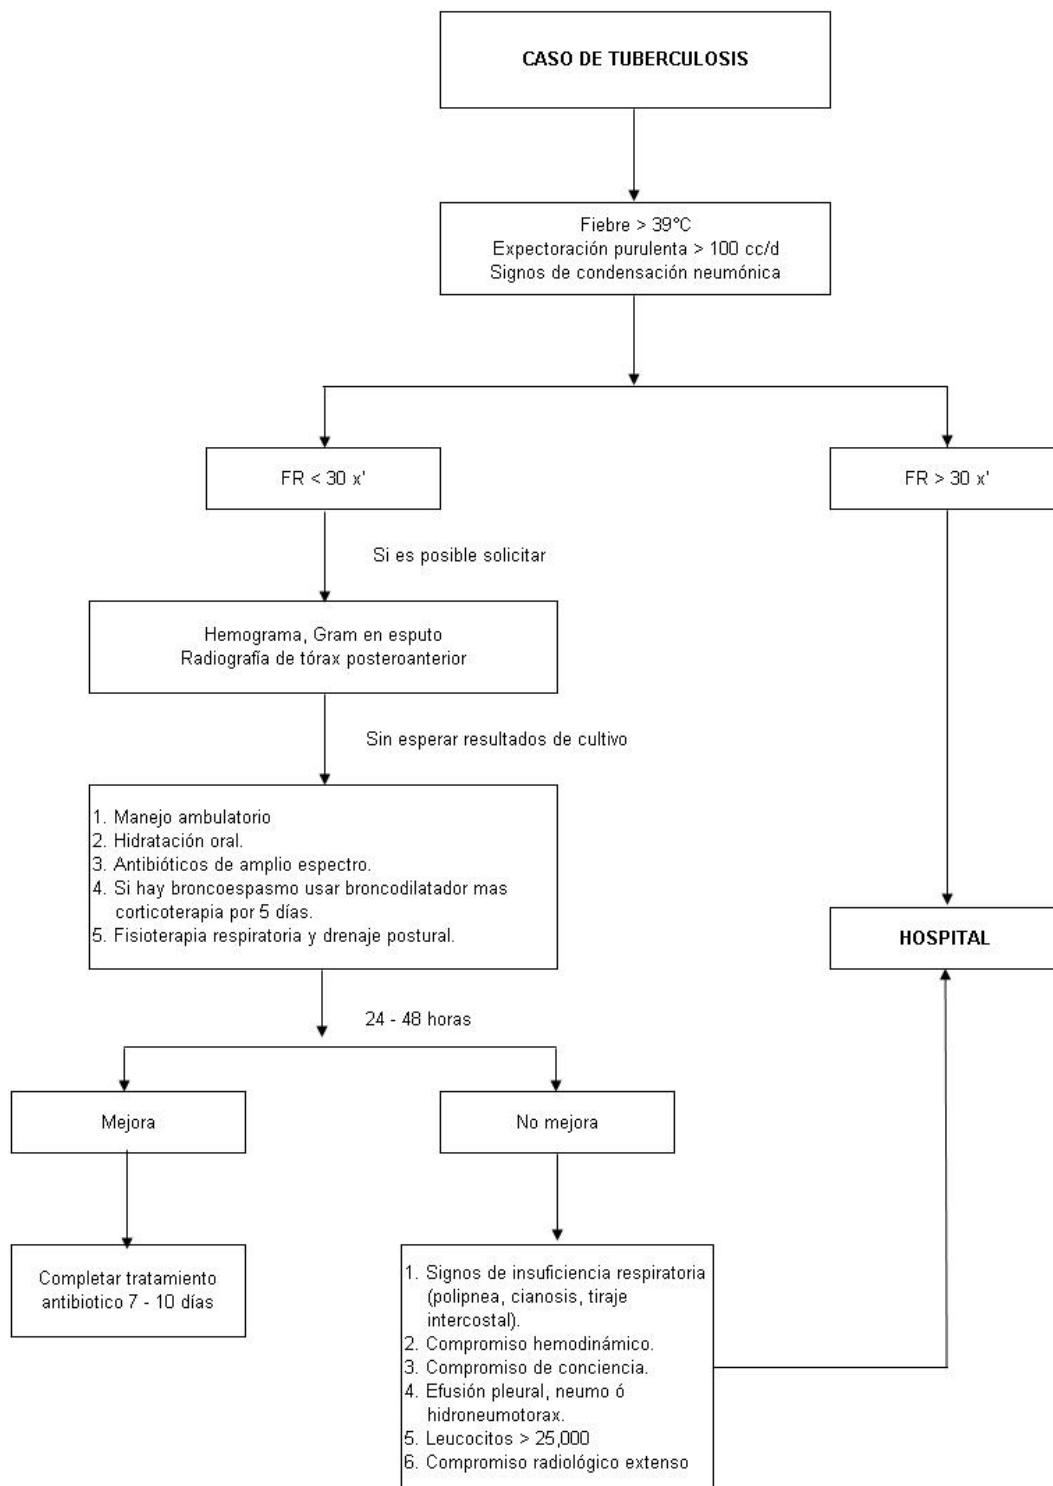 CASO DE TUBERCULOSIS
Fiebre > 39°C
Expectoración purulenta > 100 cc/d
Signos de condensación neumónica
FR < 30 x'
FR > 30 x'
Si es posible solicitar
Hemograma, Gram en esputo
Radiografía de tórax posteroanterior
Sin esperar resultados de cultivo
1. Manejo ambulatorio
2. Hidratación oral.
3. Antibióticos de amplio espectro.
4. Si hay broncoespasmo usar broncodilatador mas
corticoterapia por 5 días.
5. Fisioterapia respiratoria y drenaje postural.
HOSPITAL
24 - 48 horas
Mejora
No mejora
Completar tratamiento
antibiotico 7 - 10 días
1. Signos de insuficiencia respiratoria
(polipnea, cianosis, tiraje
intercostal).
2. Compromiso hemodinámico.
3. Compromiso de conciencia.
4. Efusión pleural, neumo ó
hidroneumotorax.
5. Leucocitos > 25,000
6. Compromiso radiológico extenso